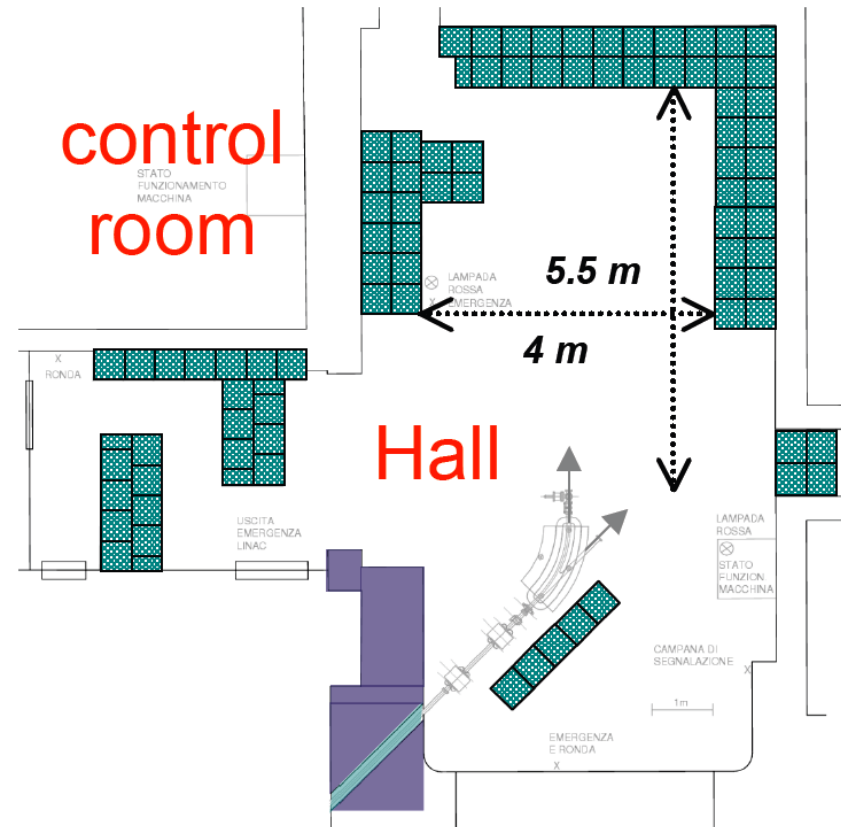 control
room
STATO
FUNZIONAMENTO
MACCHINA
LAMPADA
ROSSA
X EMERGENZA
5.5 m
4 m
X
RONDA
Hall
USCITA
EMERGENZA
LINAC
LAMPADA
ROSSA
STATO
FUNZION.
MACCHINA
CAMPANA DI
SEGNALAZIONE
X
1m
EMERGENZA
E RONDA
X